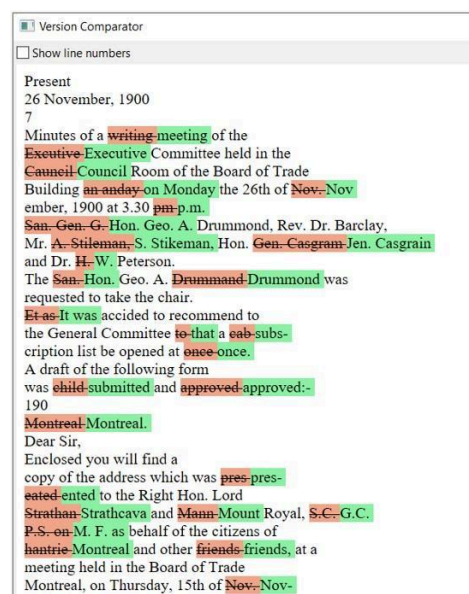 Version Comparator
Show line numbers
Present
26 November, 1900
7
Minutes of a writing meeting of the
Excutive Executive Committee held in the
Cauncil Council Room of the Board of Trade
Building an anday on Monday the 26th of Nov. Nov
ember, 1900 at 3.30 pm p.m.
San. Gen. G. Hon. Geo. A. Drummond, Rev. Dr. Barclay,
Mr. A. Stileman, S. Stikeman, Hon. Gen. Casgram Jen. Casgrain
and Dr. H. W. Peterson.
The San. Hon. Geo. A. Drummand Drummond was
requested to take the chair.
Et as It was accided to recommend to
the General Committee to that a cab subs-
cription list be opened at once once.
A draft of the following form
was child submitted and approved approved:-
190
Montreal Montreal.
Dear Sir,
Enclosed you will find a
copy of the address which was pres pres-
eated ented to the Right Hon. Lord
Strathan Strathcava and Mann Mount Royal, S.C. G.C.
P.S. on M. F. as behalf of the citizens of
hantrie Montreal and other friends friends, at a
meeting held in the Board of Trade
Montreal, on Thursday, 15th of Nov. Nov-